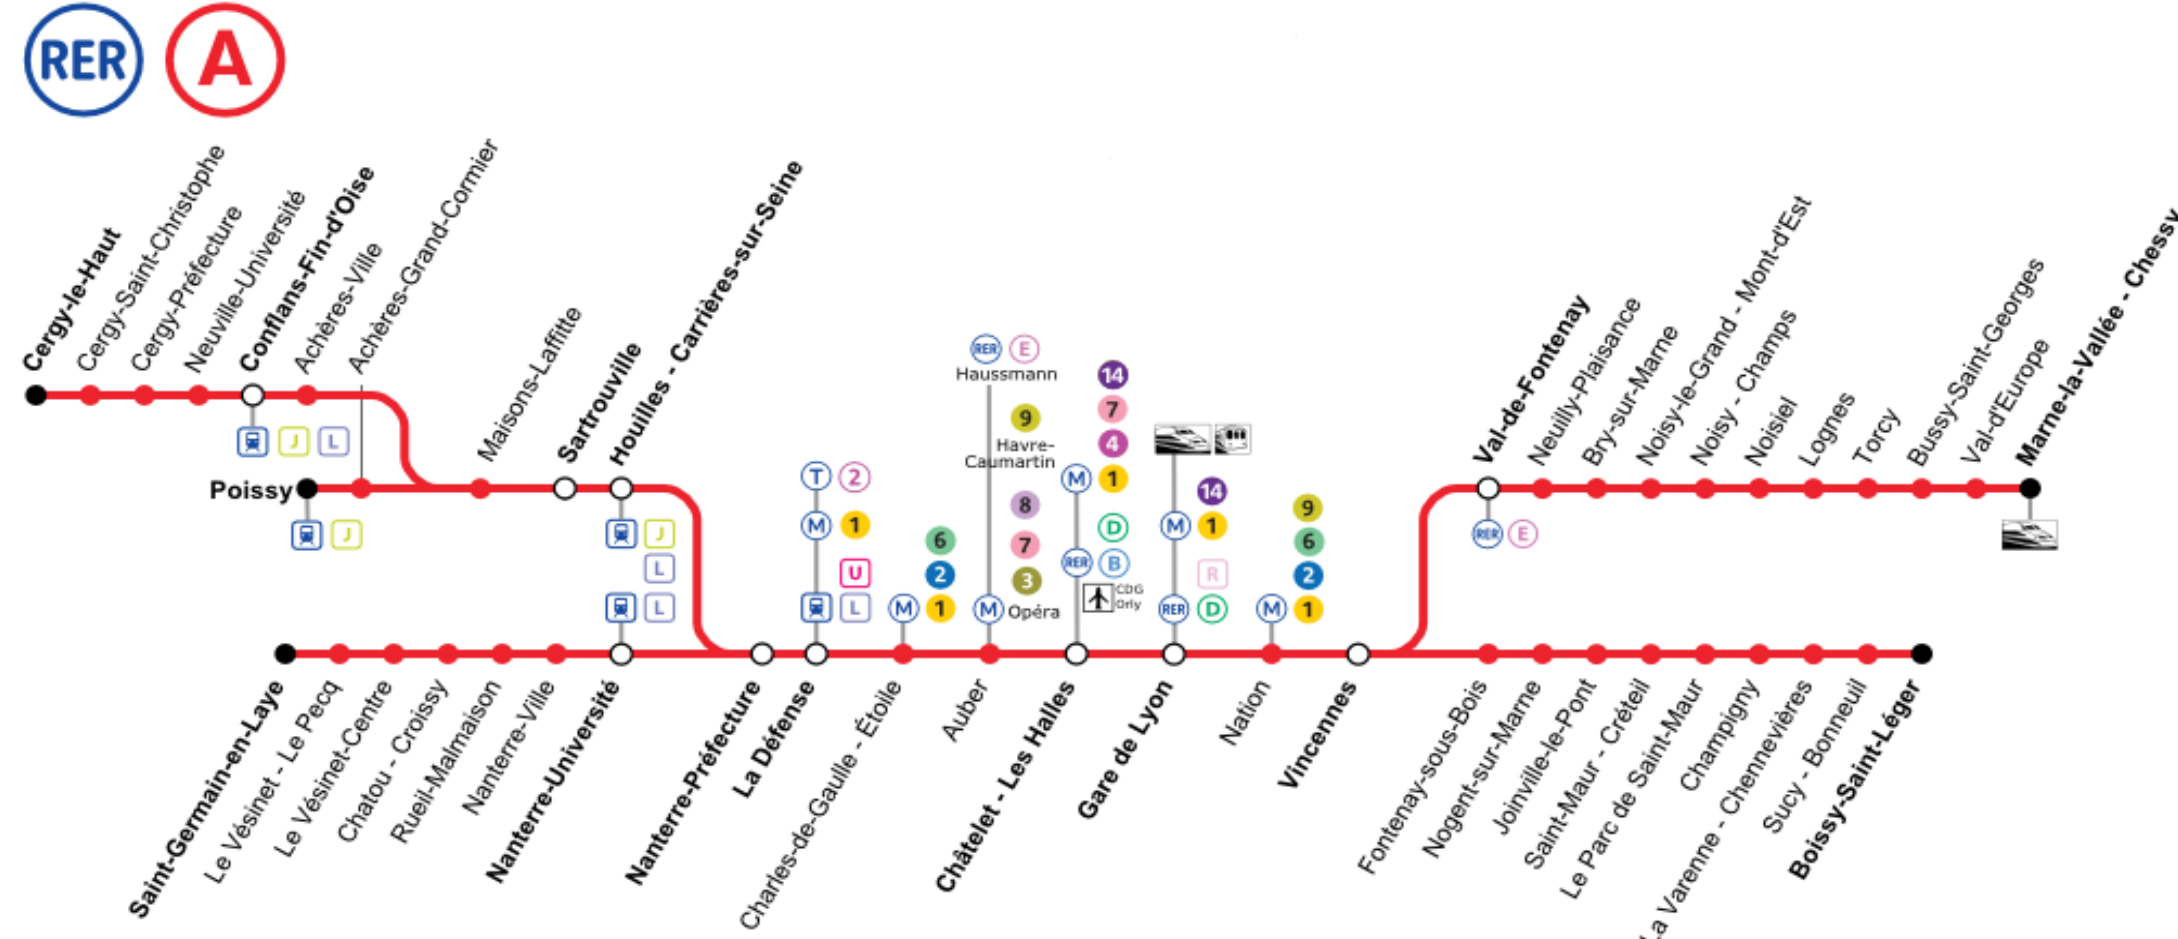 RER A
Cergy-le-Haut
Cergy-Saint-Christophe
Cergy-Préfecture
Neuville-Université
Conflans-Fin-d'Oise
Achères-Ville
Achères-Grand-Cormier
Maisons-Laffitte
Sartrouville
Houilles - Carrières-sur-Seine
J L
Poissy
J
J
L
L
T 2
M 1
U
L
6
2
M 1
RER E
Haussmann
9
Havre-
Caumartin
8
7
3
M Opéra
14
7
4
M 1
D
RER B
CDG
Orly
14
M 1
R
RER D
9
6
2
M 1
Val-de-Fontenay
Neuilly-Plaisance
Bry-sur-Marne
Noisy-le-Grand - Mont-d'Est
Noisy - Champs
Noisiel
Lognes
Torcy
Bussy-Saint-Georges
Val-d'Europe
Marne-la-Vallée - Chessy
RER E
Saint-Germain-en-Laye
Le Vésinet - Le Pecq
Le Vésinet-Centre
Chatou - Croissy
Rueil-Malmaison
Nanterre-Ville
Nanterre-Université
Nanterre-Préfecture
La Défense
Charles-de-Gaulle - Étoile
Auber
Châtelet - Les Halles
Gare de Lyon
Nation
Vincennes
Fontenay-sous-Bois
Nogent-sur-Marne
Joinville-le-Pont
Saint-Maur - Créteil
Le Parc de Saint-Maur
Champigny
La Varenne - Chennevières
Sucy - Bonneuil
Boissy-Saint-Léger